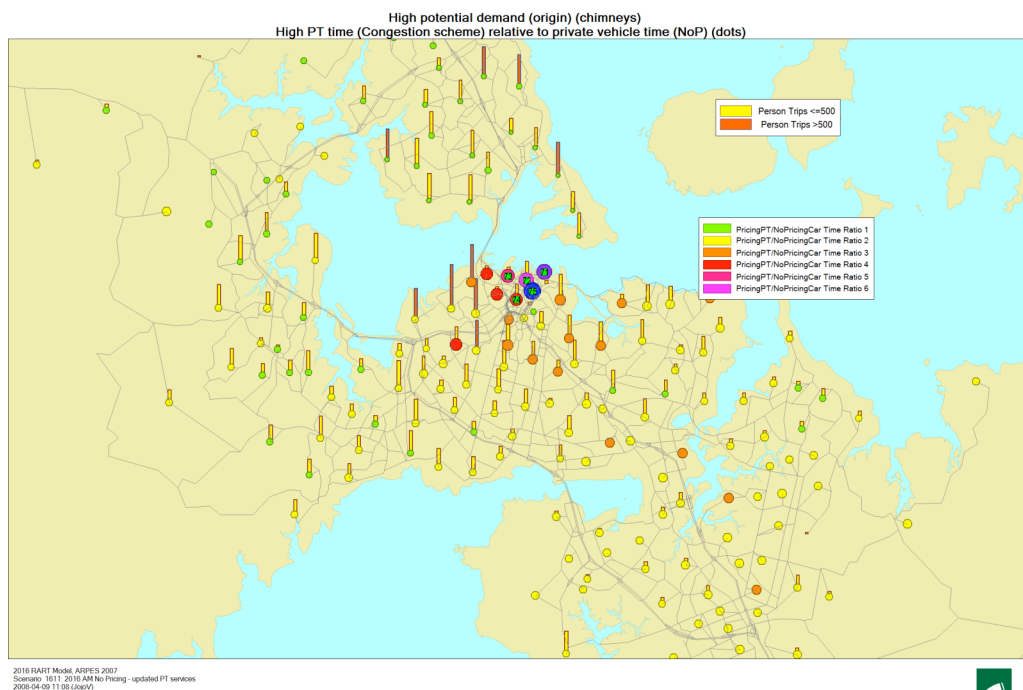 High potential demand (origin) (chimneys)
High PT time (Congestion scheme) relative to private vehicle time (NoP) (dots)
Person Trips <=500
Person Trips >500
PricingPT/NoPricingCar Time Ratio 1
PricingPT/NoPricingCar Time Ratio 2
PricingPT/NoPricingCar Time Ratio 3
PricingPT/NoPricingCar Time Ratio 4
PricingPT/NoPricingCar Time Ratio 5
PricingPT/NoPricingCar Time Ratio 6
71
73
2016 RART Model, ARPES 2007
Scenario 1611: 2016 AM No Pricing - updated PT services
2008-04-09 11:08 (JojoV)